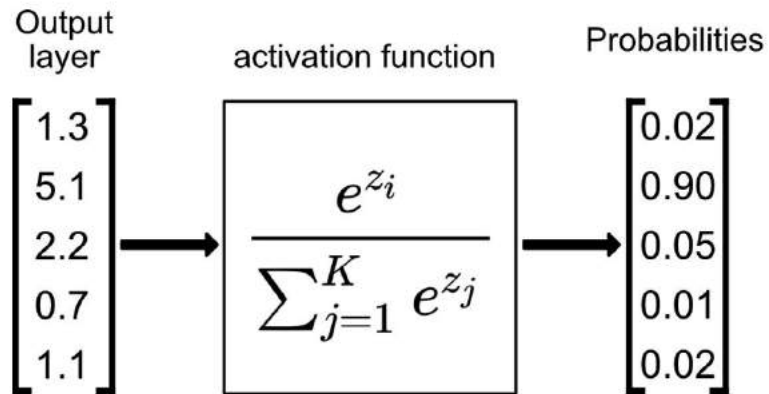 Output
layer
activation function
Probabilities
1.3
5.1
2.2
0.7
1.1
e^{z_i}
\sum_{j=1}^{K} e^{z_j}
0.02
0.90
0.05
0.01
0.02